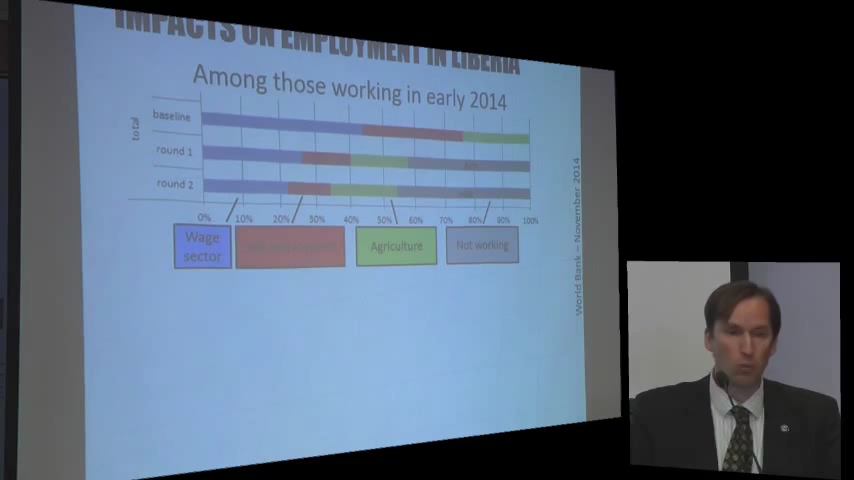 IMPACTS ON EMPLOYMENT IN LIBERIA
Among those working in early 2014
total
baseline
round 1
round 2
0% 10% 20% 30% 40% 50% 60% 70% 80% 90% 100%
Wage
sector
Agriculture
Not working
World Bank – November 2014